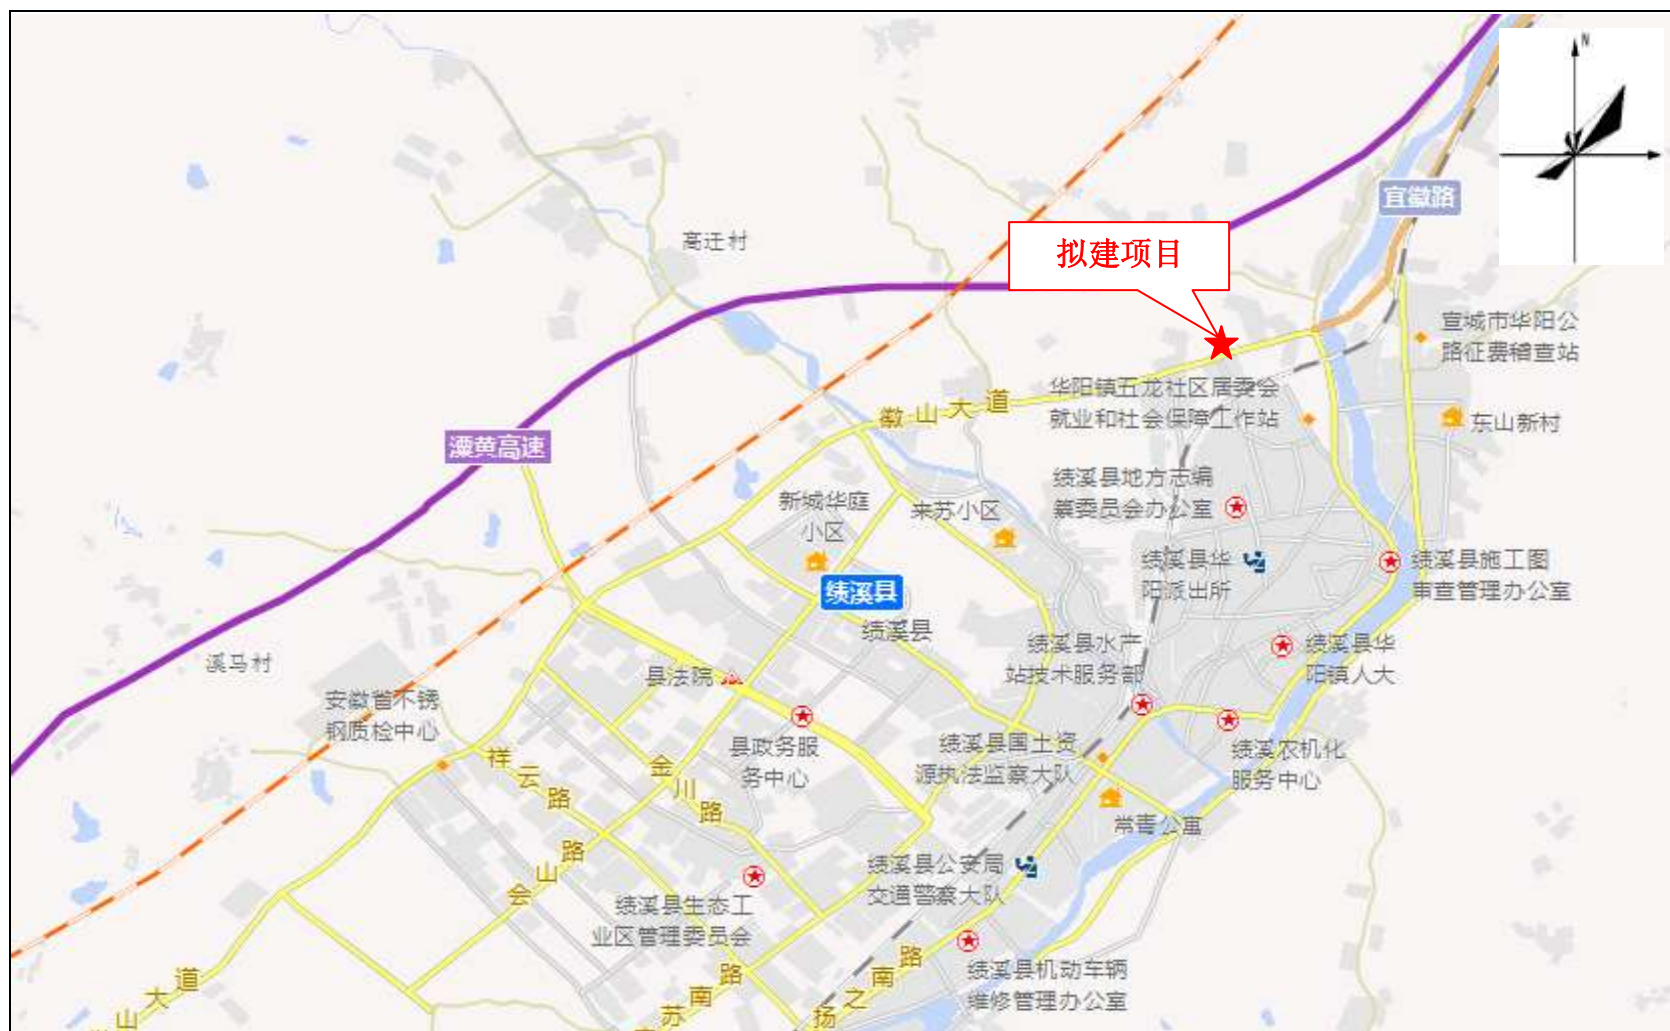 N
宜徽路
高迁村
拟建项目
宣城市华阳公
路征费稽查站
华阳镇五龙社区居委会
就业和社会保障工作站
徽山大道
东山新村
溧黄高速
绩溪县地方志编
纂委员会办公室
新城华庭
小区
来苏小区
绩溪县华
阳派出所
绩溪县施工图
审查管理办公室
绩溪县
绩溪县
绩溪县水产
站技术服务部
绩溪县华
阳镇人大
溪马村
县法院
安徽省不锈
钢质检中心
县政务服
务中心
绩溪县国土资
源执法监察大队
绩溪农机化
服务中心
祥云路
金川路
常青公寓
会山路
绩溪县公安局
交通警察大队
绩溪县生态工
业区管理委员会
绩溪县机动车辆
维修管理办公室
山大道
苏南路
扬之南路